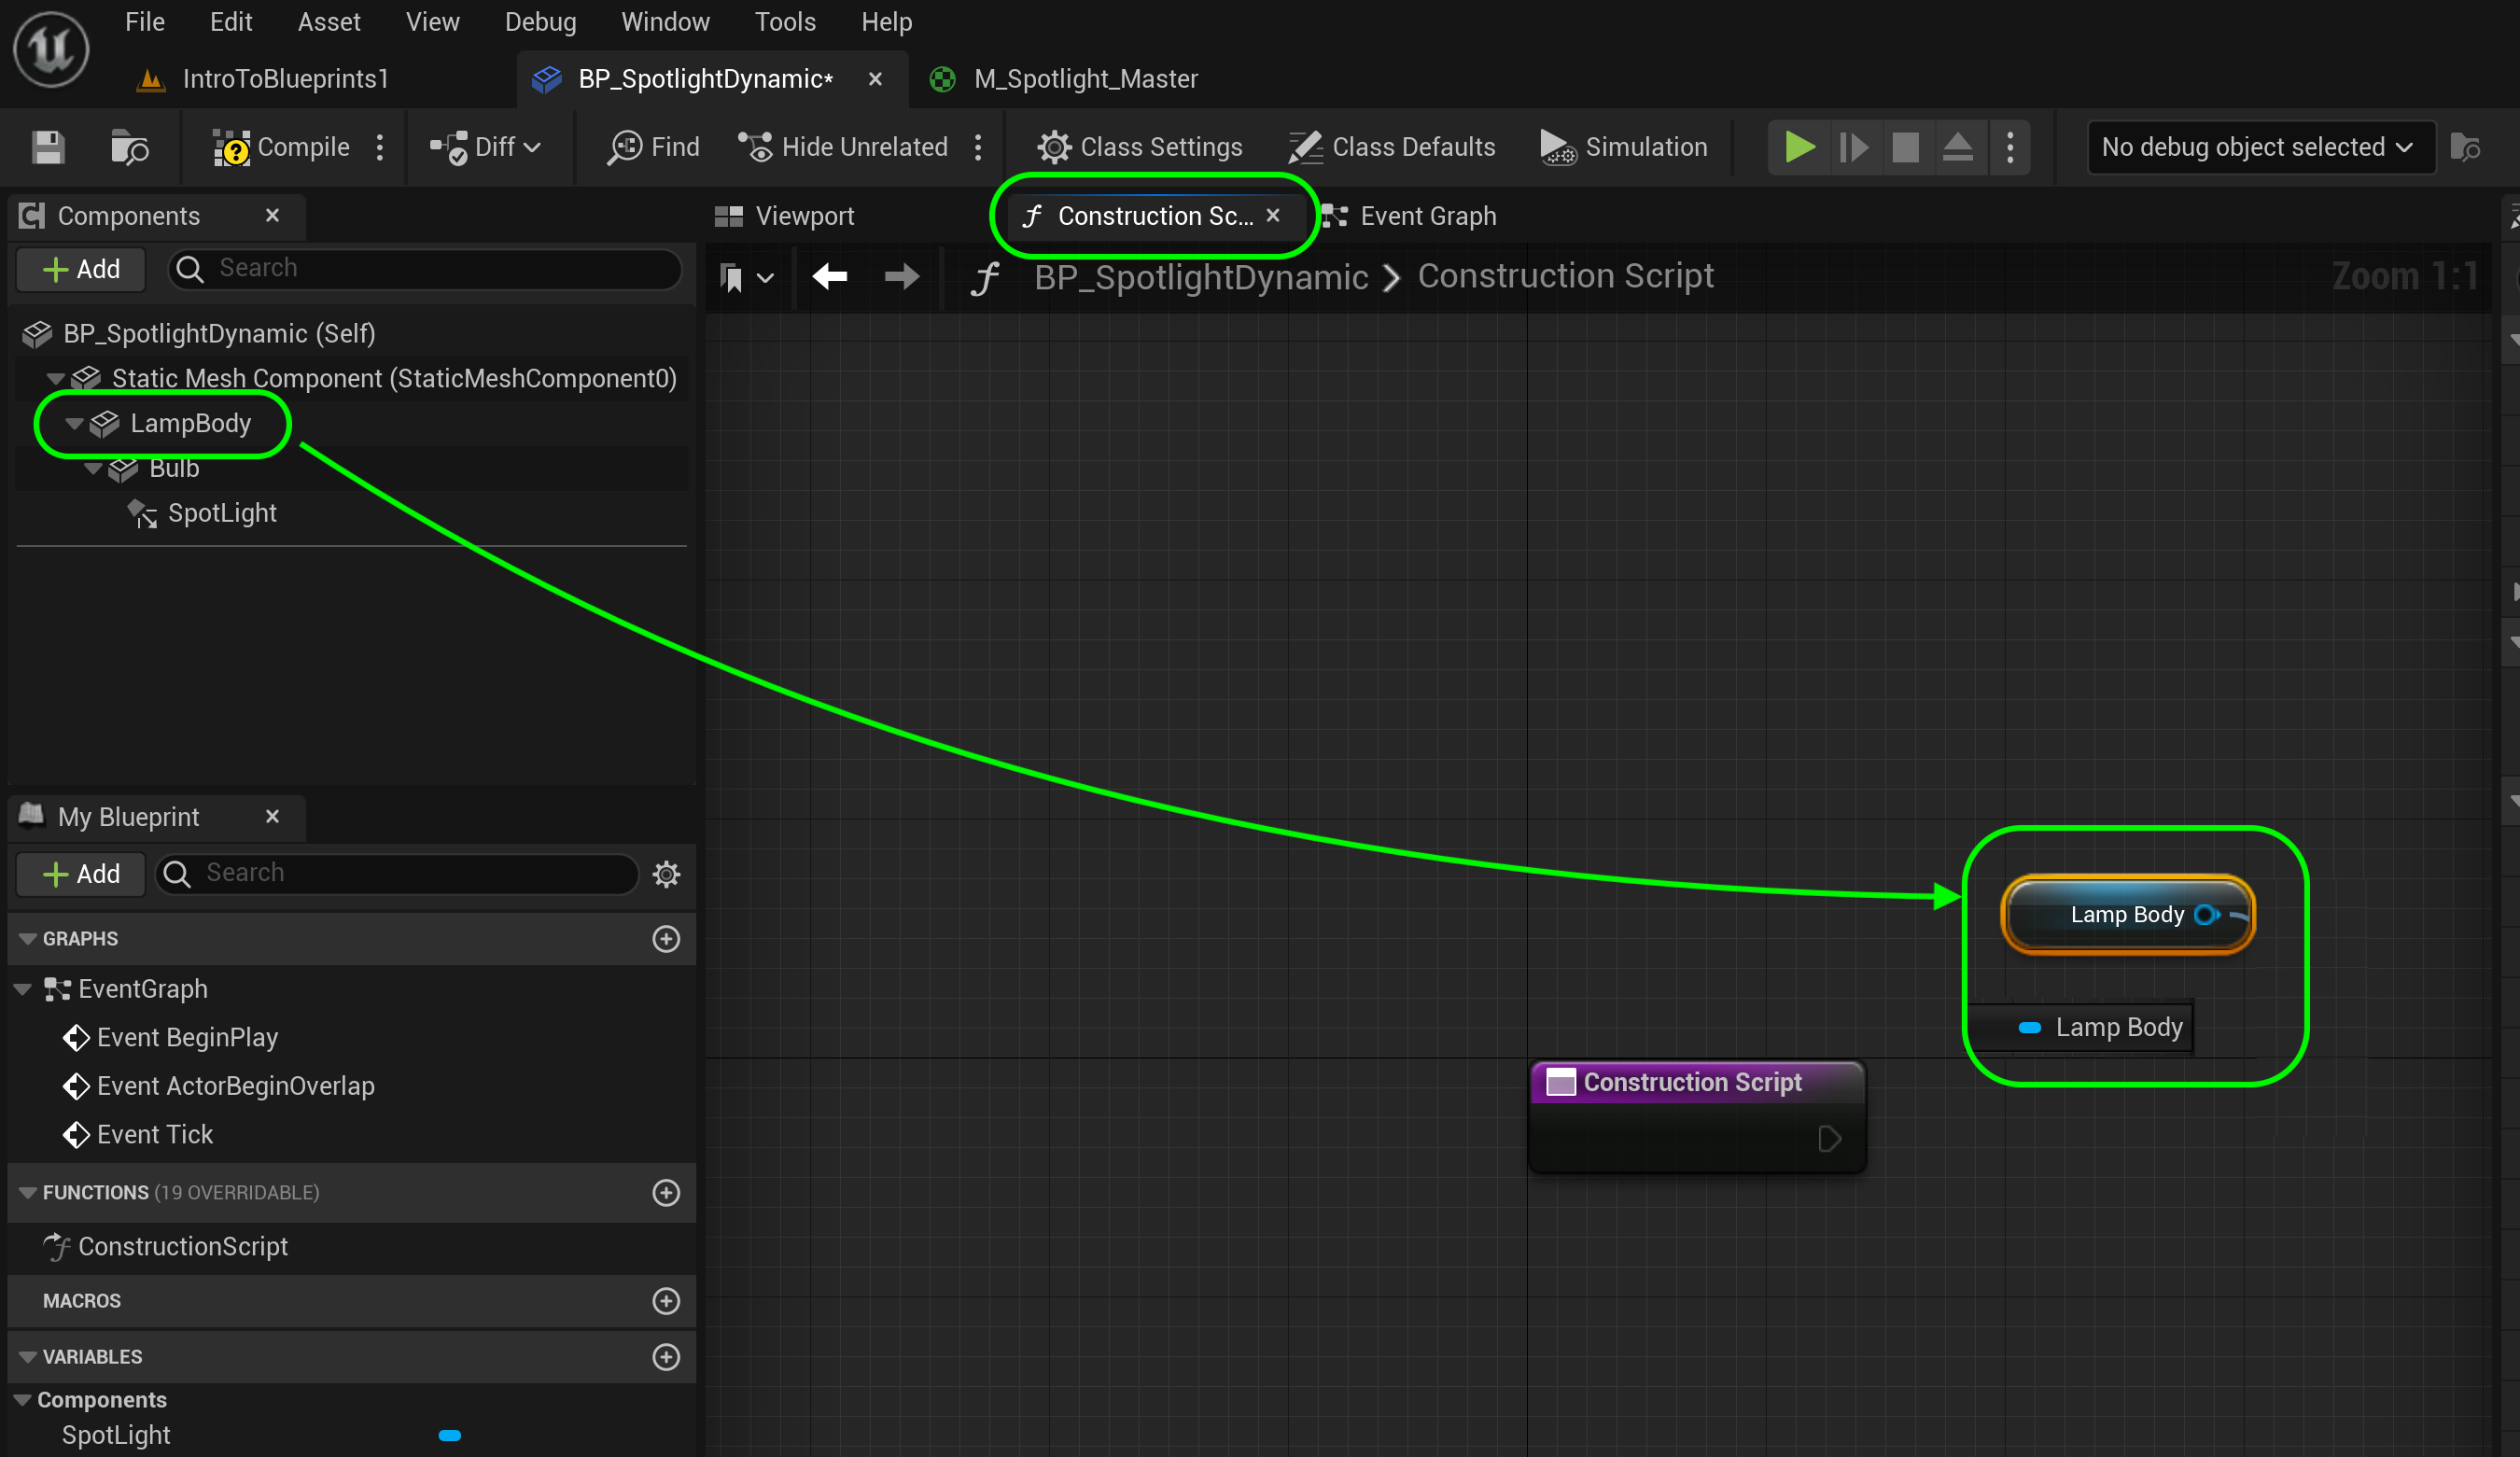 File Edit Asset View Debug Window Tools Help
IntroToBlueprints1 BP_SpotlightDynamic* M_Spotlight_Master
Compile Diff Find Hide Unrelated Class Settings Class Defaults Simulation No debug object selected
Components
Viewport Construction Sc... Event Graph
Add Search
BP_SpotlightDynamic > Construction Script Zoom 1:1
BP_SpotlightDynamic (Self)
Static Mesh Component (StaticMeshComponent0)
LampBody
Bulb
SpotLight
My Blueprint
Add Search
GRAPHS
EventGraph
Event BeginPlay
Event ActorBeginOverlap
Event Tick
FUNCTIONS (19 OVERRIDABLE)
ConstructionScript
MACROS
VARIABLES
Components
SpotLight
Lamp Body
Lamp Body
Construction Script